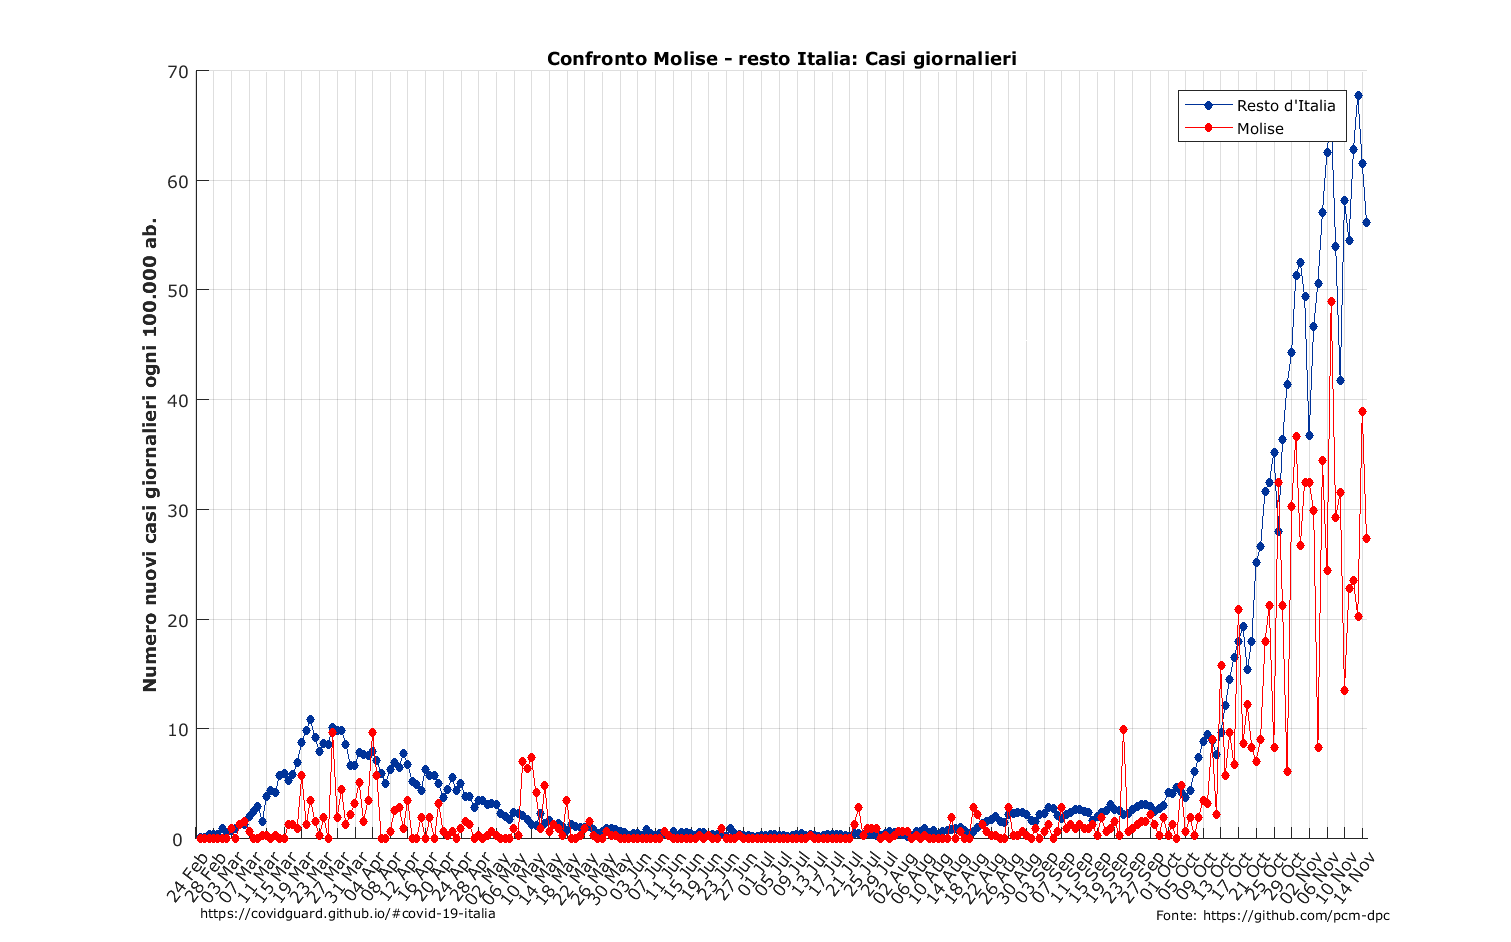 Confronto Molise - resto Italia: Casi giornalieri
Resto d'Italia
Molise
Numero nuovi casi giornalieri ogni 100.000 ab.
70
60
50
40
30
20
10
0
24 Feb
28 Feb
03 Mar
07 Mar
11 Mar
15 Mar
19 Mar
23 Mar
27 Mar
31 Mar
04 Apr
08 Apr
12 Apr
16 Apr
20 Apr
24 Apr
28 Apr
02 May
06 May
10 May
14 May
18 May
22 May
26 May
30 May
03 Jun
07 Jun
11 Jun
15 Jun
19 Jun
23 Jun
27 Jun
01 Jul
05 Jul
09 Jul
13 Jul
17 Jul
21 Jul
25 Jul
29 Jul
02 Aug
06 Aug
10 Aug
14 Aug
18 Aug
22 Aug
26 Aug
30 Aug
03 Sep
07 Sep
11 Sep
15 Sep
19 Sep
23 Sep
27 Sep
01 Oct
05 Oct
09 Oct
13 Oct
17 Oct
21 Oct
25 Oct
29 Oct
02 Nov
06 Nov
10 Nov
14 Nov
https://covidguard.github.io/#covid-19-italia
Fonte: https://github.com/pcm-dpc